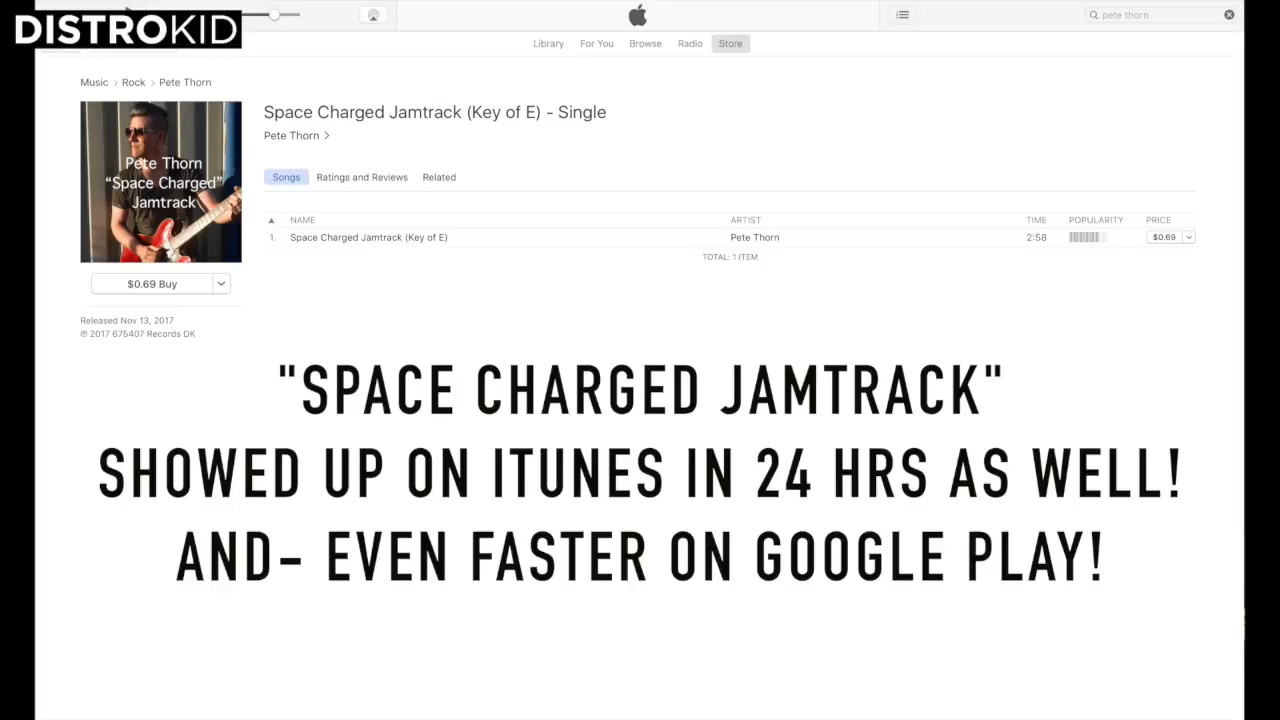 DISTROKID
pete thorn
Library For You Browse Radio Store
Music > Rock > Pete Thorn
Space Charged Jamtrack (Key of E) - Single
Pete Thorn >
Pete Thorn
“Space Charged”
Jamtrack
Songs Ratings and Reviews Related
NAME ARTIST TIME POPULARITY PRICE
1. Space Charged Jamtrack (Key of E) Pete Thorn 2:58 $0.69
TOTAL: 1 ITEM
$0.69 Buy
Released Nov 13, 2017
℗ 2017 675407 Records DK
"SPACE CHARGED JAMTRACK"
SHOWED UP ON ITUNES IN 24 HRS AS WELL!
AND- EVEN FASTER ON GOOGLE PLAY!